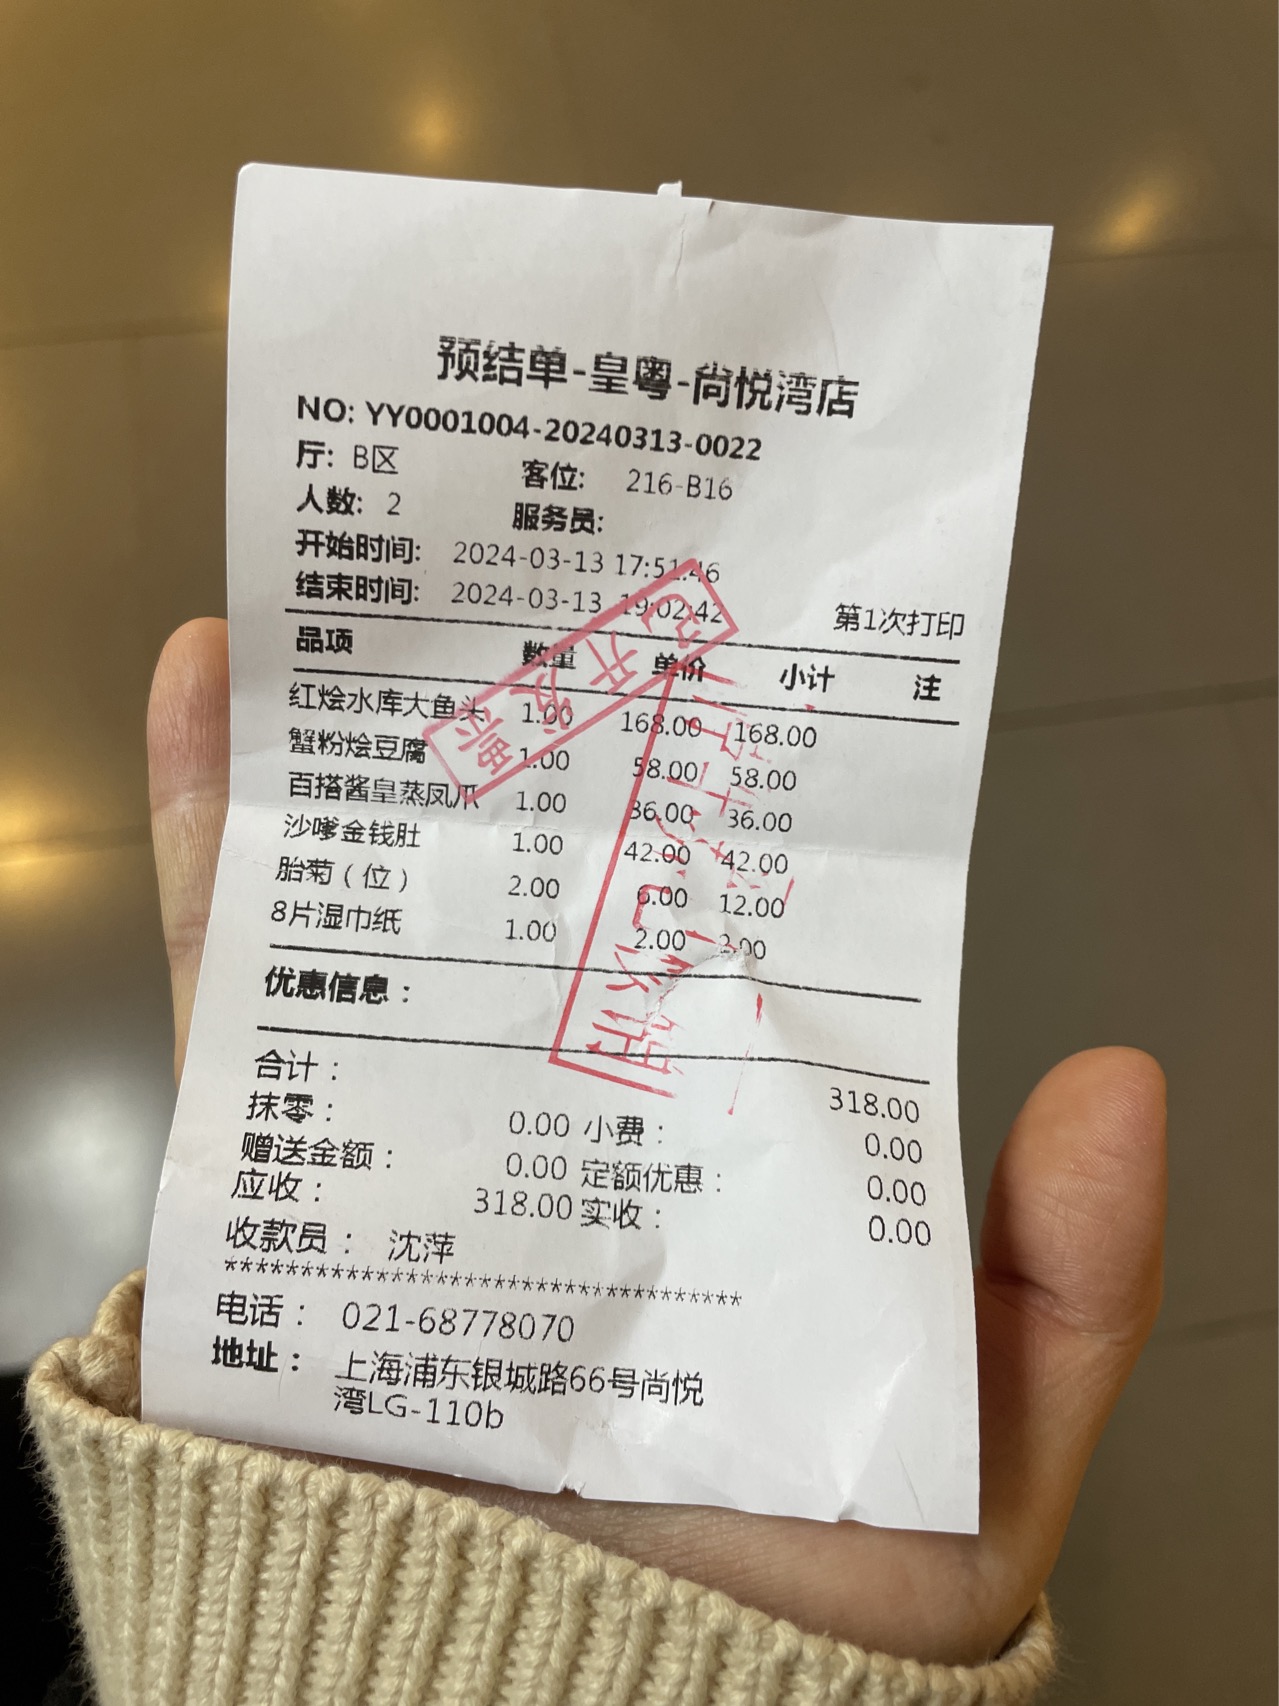 预结单-皇粤-尚悦湾店
NO: YY0001004-20240313-0022
厅: B区 客位: 216-B16
人数: 2 服务员:
开始时间: 2024-03-13 17:51:46
结束时间: 2024-03-13 19:02:42 第1次打印
品项 数量 单价 小计 注
红烩水库大鱼头 1.00 168.00 168.00
蟹粉烩豆腐 1.00 58.00 58.00
百搭酱皇蒸凤爪 1.00 36.00 36.00
沙嗲金钱肚 1.00 42.00 42.00
胎菊（位） 2.00 6.00 12.00
8片湿巾纸 1.00 2.00 2.00
优惠信息：
合计： 318.00
抹零： 0.00 小费： 0.00
赠送金额： 0.00 定额优惠： 0.00
应收： 318.00 实收： 0.00
收款员： 沈萍
**********************************
电话： 021-68778070
地址： 上海浦东银城路66号尚悦
湾LG-110b
已开发票
已核销